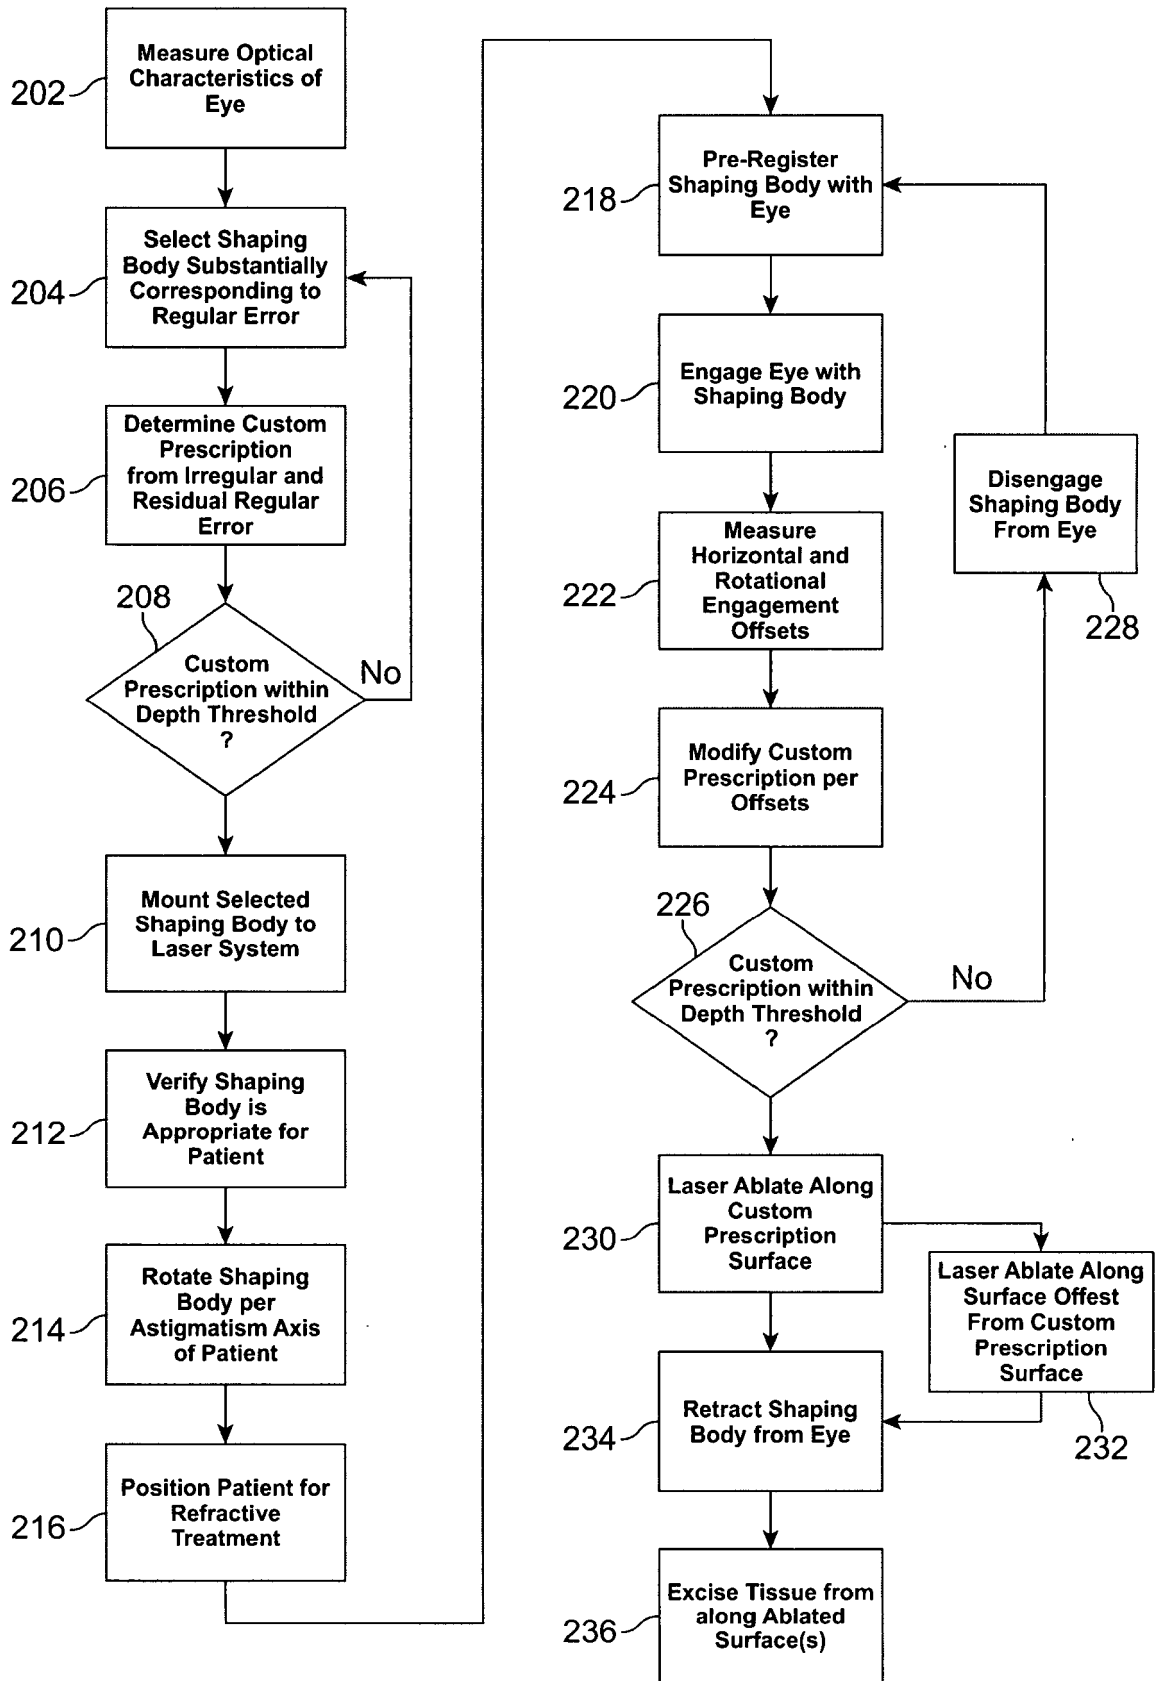 Measure Optical
Characteristics of
Eye
202
Select Shaping
Body Substantially
Corresponding to
Regular Error
204
Determine Custom
Prescription
from Irregular and
Residual Regular
Error
206
208
Custom
Prescription within
Depth Threshold
?
No
Mount Selected
Shaping Body to
Laser System
210
Verify Shaping
Body is
Appropriate for
Patient
212
Rotate Shaping
Body per
Astigmatism Axis
of Patient
214
Position Patient for
Refractive
Treatment
216
Pre-Register
Shaping Body with
Eye
218
Engage Eye with
Shaping Body
220
Measure
Horizontal and
Rotational
Engagement
Offsets
222
Modify Custom
Prescription per
Offsets
224
226
Custom
Prescription within
Depth Threshold
?
No
Disengage
Shaping Body
From Eye
228
Laser Ablate Along
Custom
Prescription
Surface
230
Laser Ablate Along
Surface Offest
From Custom
Prescription
Surface
232
Retract Shaping
Body from Eye
234
Excise Tissue from
along Ablated
Surface(s)
236